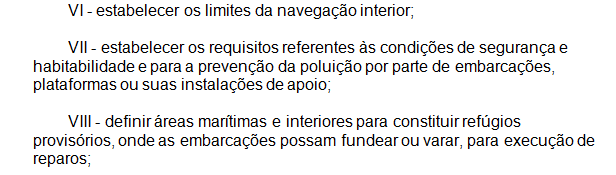 VI - estabelecer os limites da navegação interior;
VII - estabelecer os requisitos referentes às condições de segurança e
habitabilidade e para a prevenção da poluição por parte de embarcações,
plataformas ou suas instalações de apoio;
VIII - definir áreas marítimas e interiores para constituir refúgios
provisórios, onde as embarcações possam fundear ou varar, para execução de
reparos;